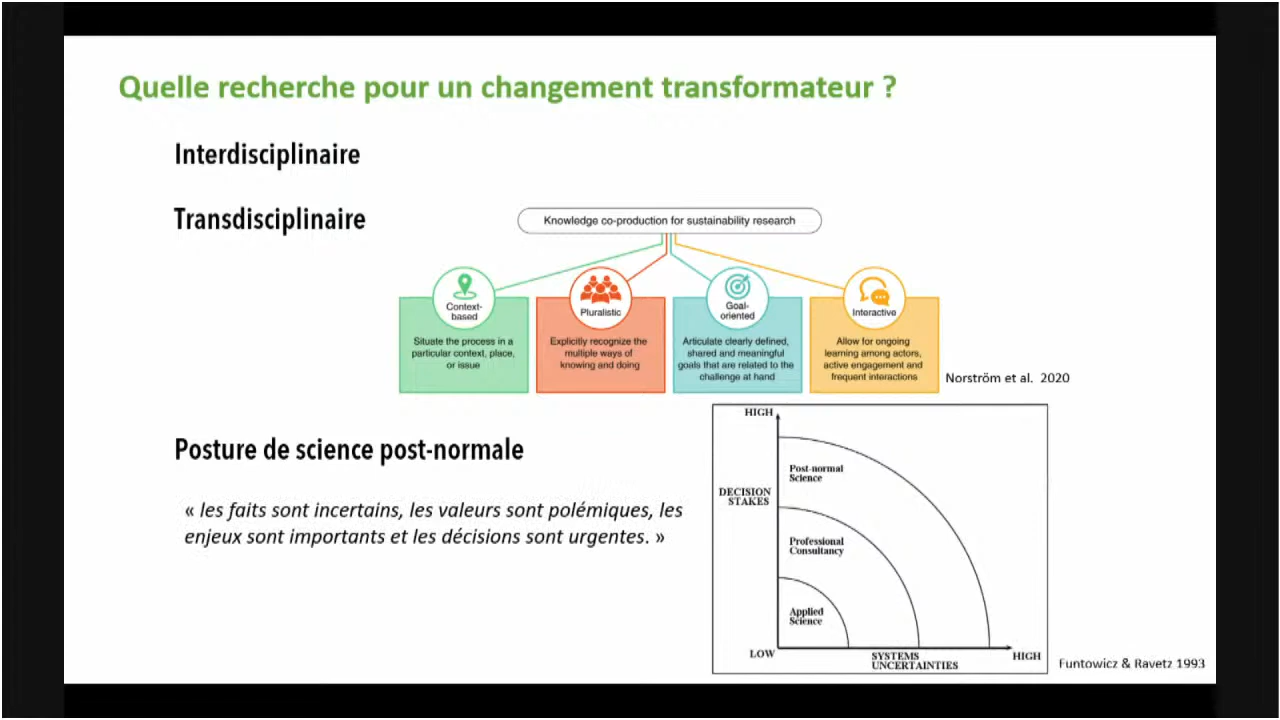 Quelle recherche pour un changement transformateur ?
Interdisciplinaire
Transdisciplinaire
Knowledge co-production for sustainability research
Context-
based
Situate the process in a
particular context, place,
or issue
Pluralistic
Explicitly recognize the
multiple ways of
knowing and doing
Goal-
oriented
Articulate clearly defined,
shared and meaningful
goals that are related to the
challenge at hand
Interactive
Allow for ongoing
learning among actors,
active engagement and
frequent interactions
Norström et al. 2020
Posture de science post-normale
« les faits sont incertains, les valeurs sont polémiques, les
enjeux sont importants et les décisions sont urgentes. »
HIGH
DECISION
STAKES
Post-normal
Science
Professional
Consultancy
Applied
Science
LOW
SYSTEMS
UNCERTAINTIES
HIGH
Funtowicz & Ravetz 1993